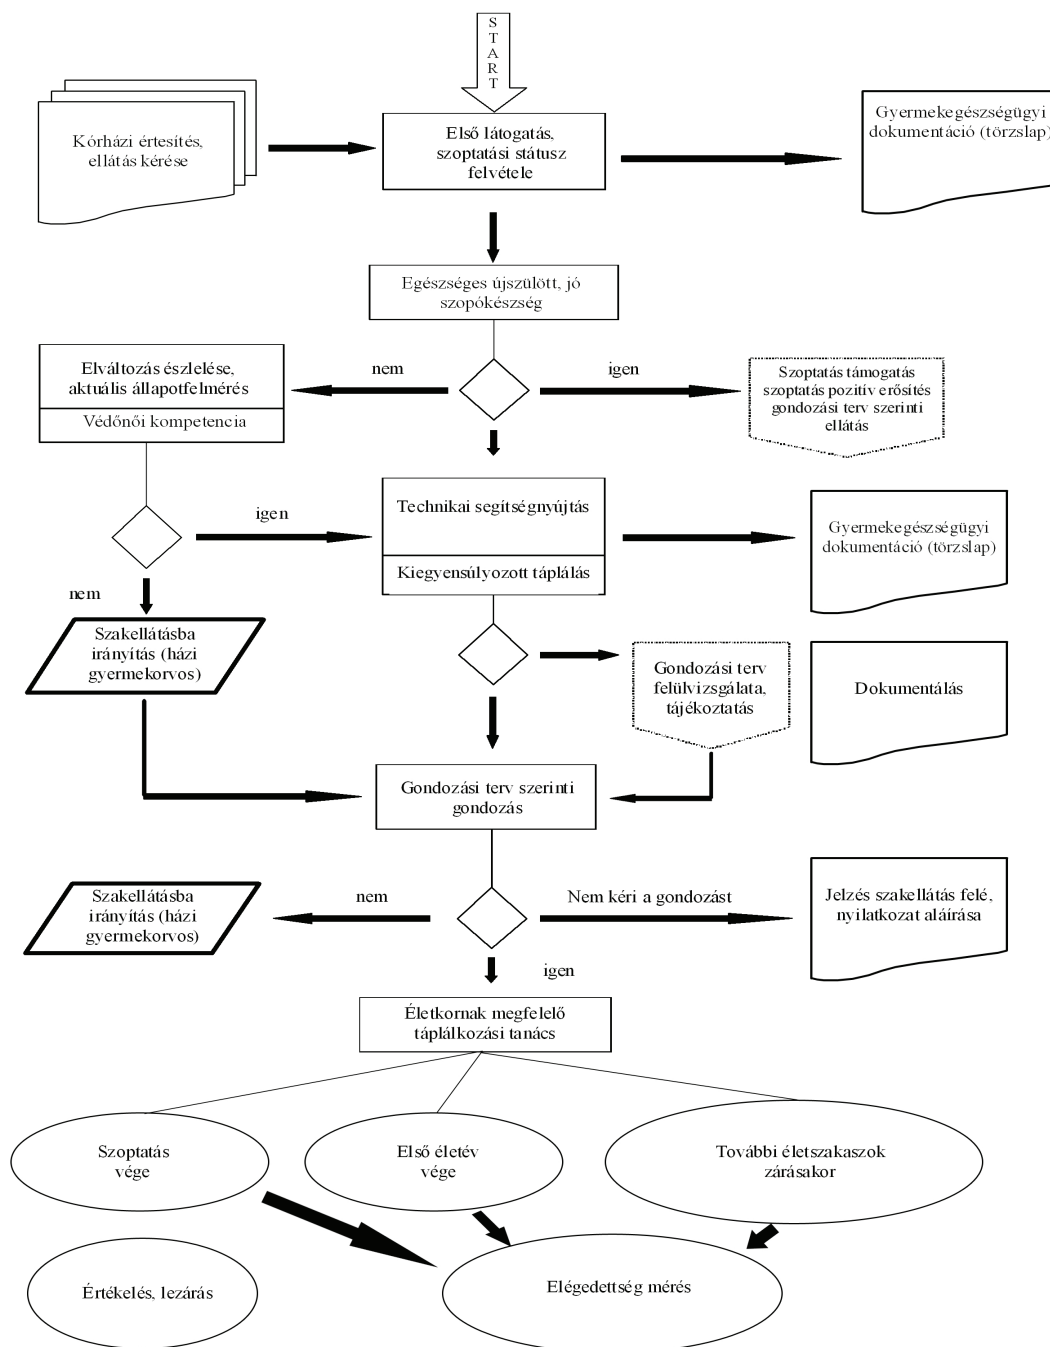 START
Kórházi értesítés,
ellátás kérése
Első látogatás,
szoptatási státusz
felvétele
Gyermekegészségügyi
dokumentáció (törzslap)
Egészséges újszülött, jó
szopókészség
Elváltozás észlelése,
aktuális állapotfelmérés
Védőnői kompetencia
nem
igen
Szoptatás támogatás
szoptatás pozitív erősítés
gondozási terv szerinti
ellátás
igen
Technikai segítségnyújtás
Kiegyensúlyozott táplálás
Gyermekegészségügyi
dokumentáció (törzslap)
nem
Szakellátásba
irányítás (házi
gyermekorvos)
Gondozási terv
felülvizsgálata,
tájékoztatás
Dokumentálás
Gondozási terv szerinti
gondozás
Szakellátásba
irányítás (házi
gyermekorvos)
nem
Nem kéri a gondozást
Jelzés szakellátás felé,
nyilatkozat aláírása
igen
Életkornak megfelelő
táplálkozási tanács
Szoptatás
vége
Első életév
vége
További életszakaszok
zárásakor
Értékelés, lezárás
Elégedettség mérés